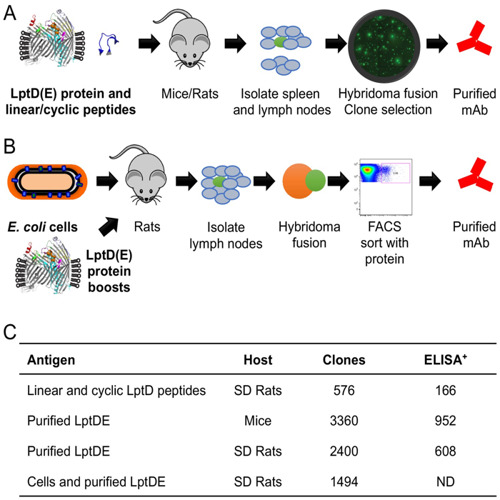 A
LptD(E) protein and
linear/cyclic peptides
Mice/Rats
Isolate spleen
and lymph nodes
Hybridoma fusion
Clone selection
Purified
mAb
B
E. coli cells
Rats
Isolate
lymph nodes
Hybridoma
fusion
FACS
sort with
protein
Purified
mAb
LptD(E)
protein
boosts
C
Antigen Host Clones ELISA+
Linear and cyclic LptD peptides SD Rats 576 166
Purified LptDE Mice 3360 952
Purified LptDE SD Rats 2400 608
Cells and purified LptDE SD Rats 1494 ND